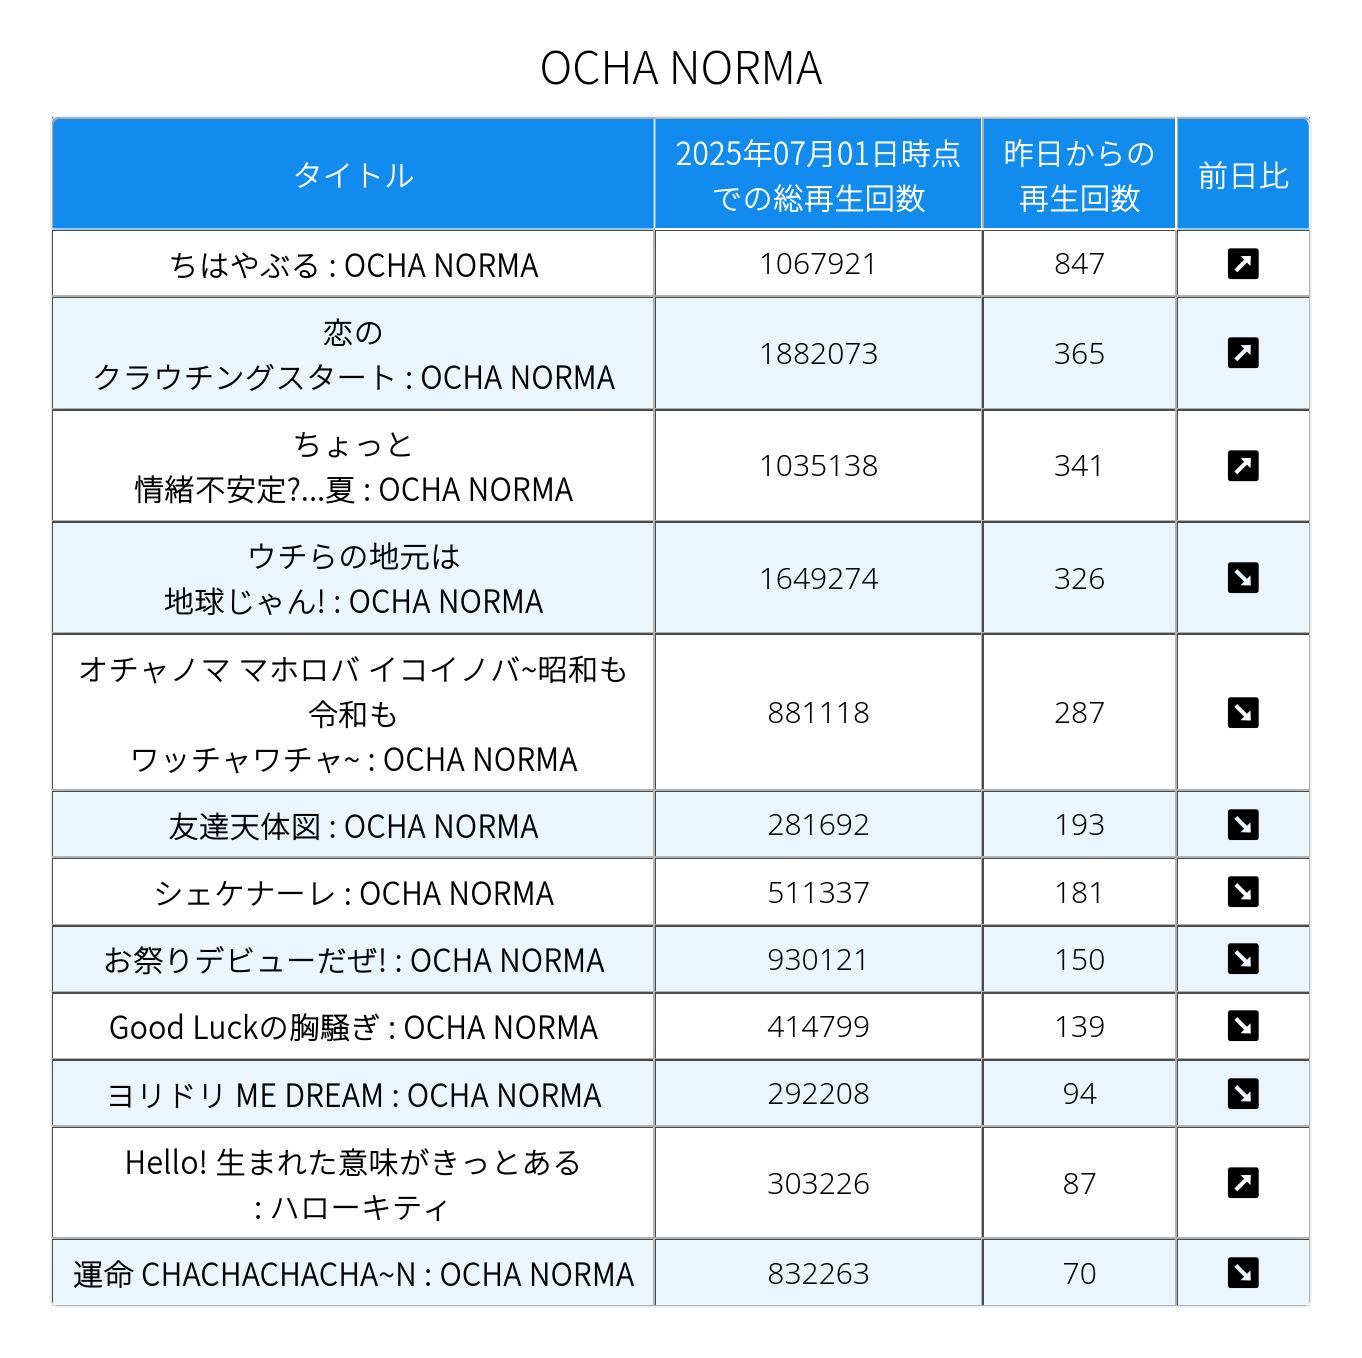 OCHA NORMA
タイトル
2025年07月01日時点
での総再生回数
昨日からの
再生回数
前日比
ちはやぶる : OCHA NORMA
1067921
847
恋の
クラウチングスタート : OCHA NORMA
1882073
365
ちょっと
情緒不安定?...夏 : OCHA NORMA
1035138
341
ウチらの地元は
地球じゃん! : OCHA NORMA
1649274
326
オチャノマ マホロバ イコイノバ~昭和も
令和も
ワッチャワチャ~ : OCHA NORMA
881118
287
友達天体図 : OCHA NORMA
281692
193
シェケナーレ : OCHA NORMA
511337
181
お祭りデビューだぜ! : OCHA NORMA
930121
150
Good Luckの胸騒ぎ : OCHA NORMA
414799
139
ヨリドリ ME DREAM : OCHA NORMA
292208
94
Hello! 生まれた意味がきっとある
: ハローキティ
303226
87
運命 CHACHACHACHA~N : OCHA NORMA
832263
70